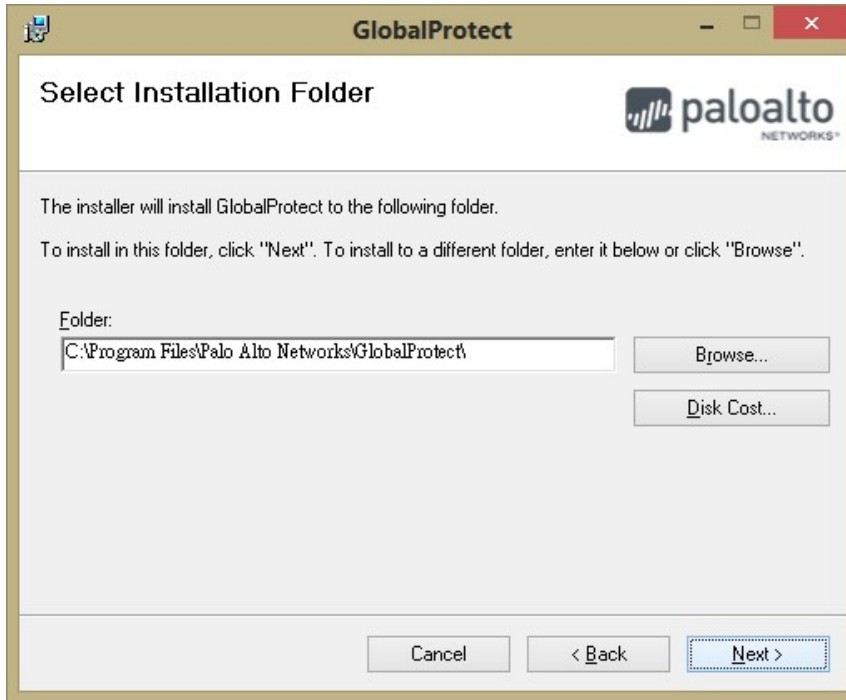 GlobalProtect
Select Installation Folder
paloalto
NETWORKS
The installer will install GlobalProtect to the following folder.
To install in this folder, click "Next". To install to a different folder, enter it below or click "Browse".
Folder:
C:\Program Files\Palo Alto Networks\GlobalProtect\
Browse...
Disk Cost...
Cancel
< Back
Next >